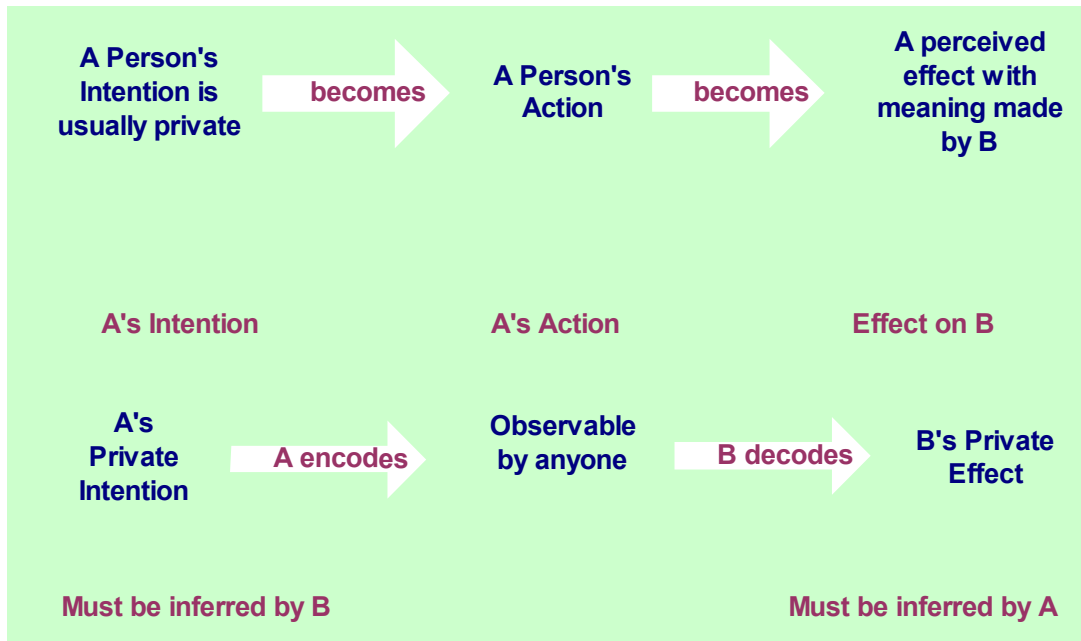 A Person's
Intention is
usually private
becomes
A Person's
Action
becomes
A perceived
effect with
meaning made
by B
A's Intention
A's Action
Effect on B
A's
Private
Intention
A encodes
Observable
by anyone
B decodes
B's Private
Effect
Must be inferred by B
Must be inferred by A